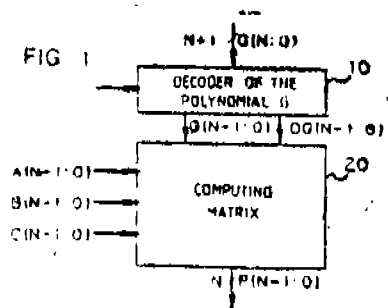 N+1 G(N:0)
FIG 1
10
DECODER OF THE
POLYNOMIAL G
G(N-1:0) DG(N-1:0)
20
A(N-1:0)
B(N-1:0)
C(N-1:0)
COMPUTING
MATRIX
N P(N-1:0)